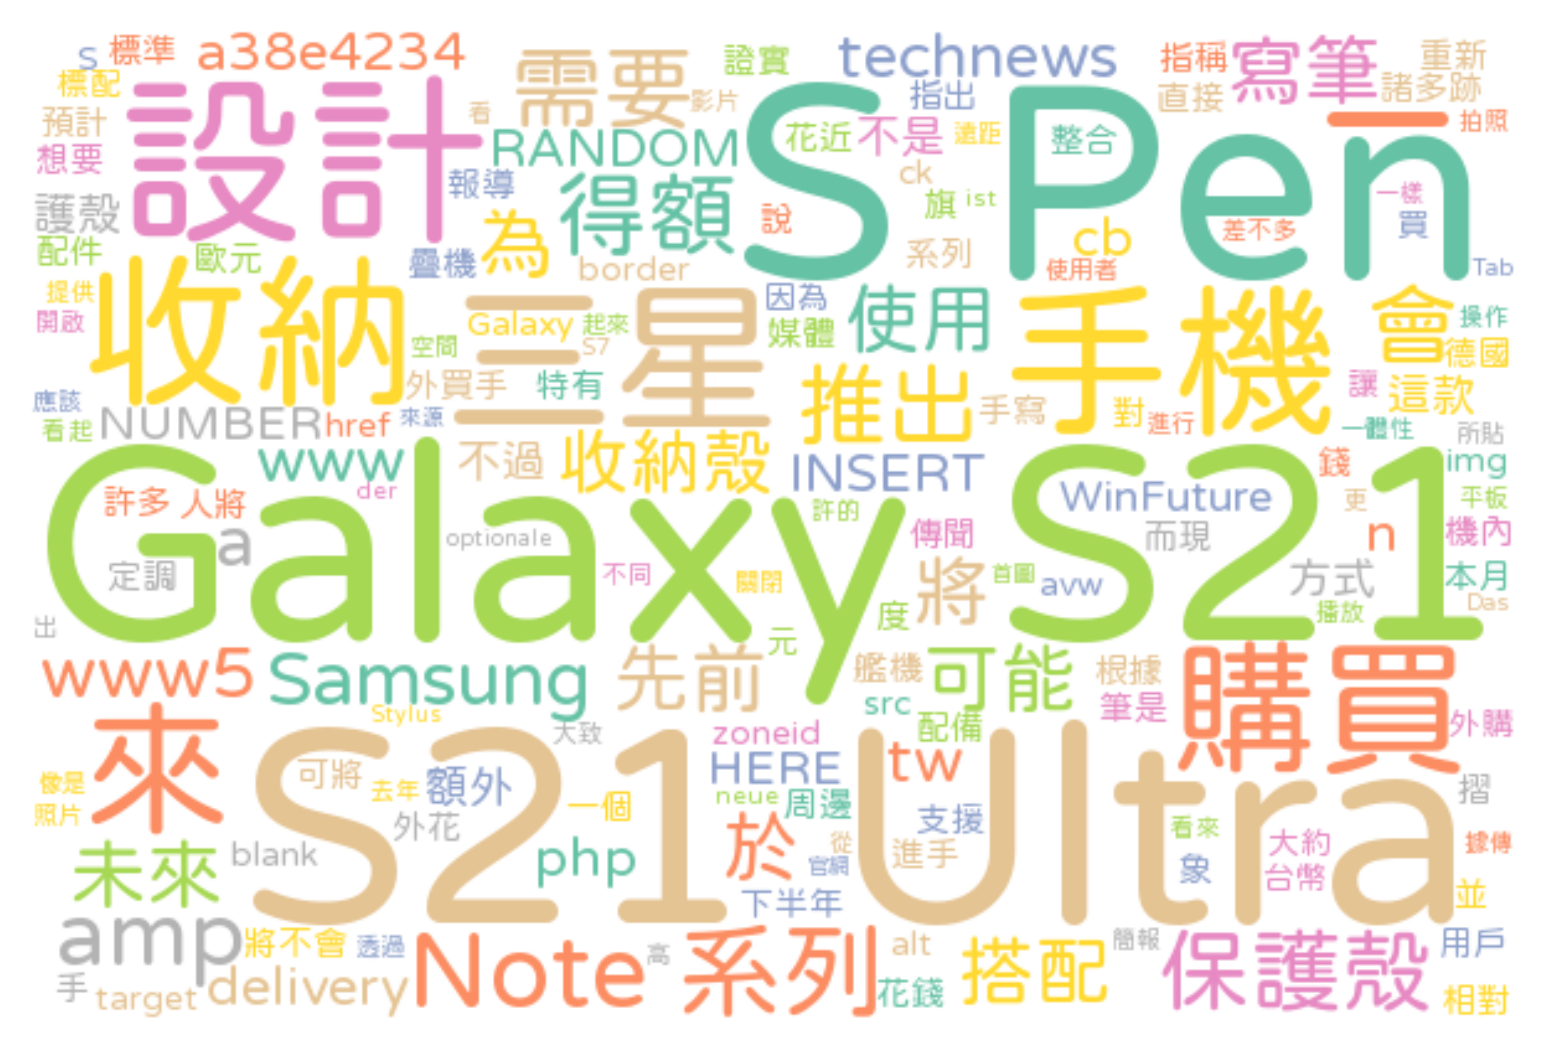 s 標準 a38e4234 需要 證實 technews 指稱 寫筆 重新
標配 設計 看 影片 S Pen 指出 直接 諸多跡
預計 RANDOM 花近 不是 遠距 整合 一 拍照
想要 報導 得額 ck 一樣
護殼 為 說 旗 ist 差不多 買
配件 歐元 疊機 border 系列 cb 使用者 Tab
提供 收納 三星 因為 使用 手機 會 操作
開啟 空間 Galaxy 起來 S7 媒體 德國
外買手 特有 推出 讓 這款
應該 NUMBER href 來源 手寫 對 進行
看起 www 不過 收納殼 INSERT 一體性 所貼
Galaxy S21 錢 img
許多 人將 der 許的 WinFuture 更 平板
a optionale 傳聞 而現 n 機內
定調 不同 關閉 將 首圖 avw 方式 本月
出 度 播放 Das
www5 Samsung 先前 元 艦機 可能 根據 購買
來 Stylus 大致 zoneid src 配備 筆是 外購
S21 Ultra
像是 可將 去年 額外 一個 HERE tw 摺
照片 外花 neue 周邊 支援 看來
未來 blank php 於 從 官網 進手 象 大約 據傳
下半年 台幣 並
amp 將不會 透過 Note 高 系列 alt 搭配 簡報 保護殼 用戶
手 target delivery 花錢 相對